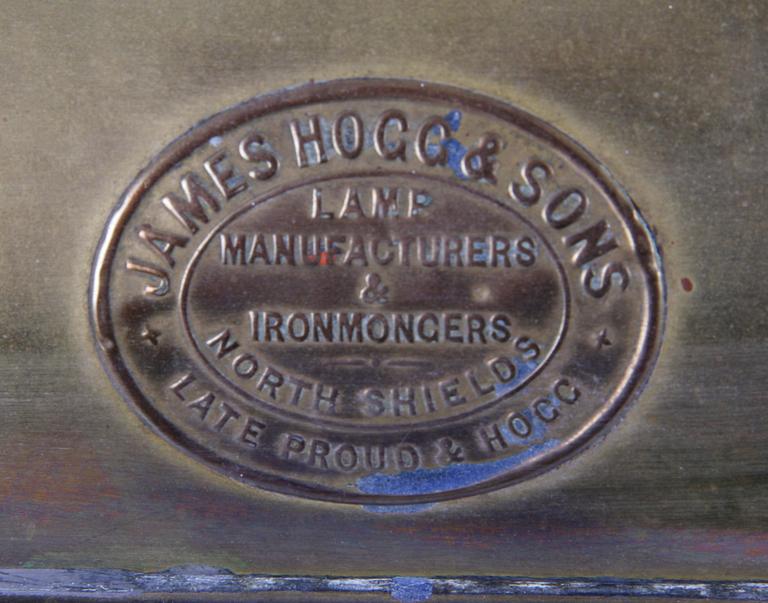 JAMES HOGG & SONS
LAMP
MANUFACTURERS
&
IRONMONGERS
NORTH SHIELDS
LATE PROUD & HOGG